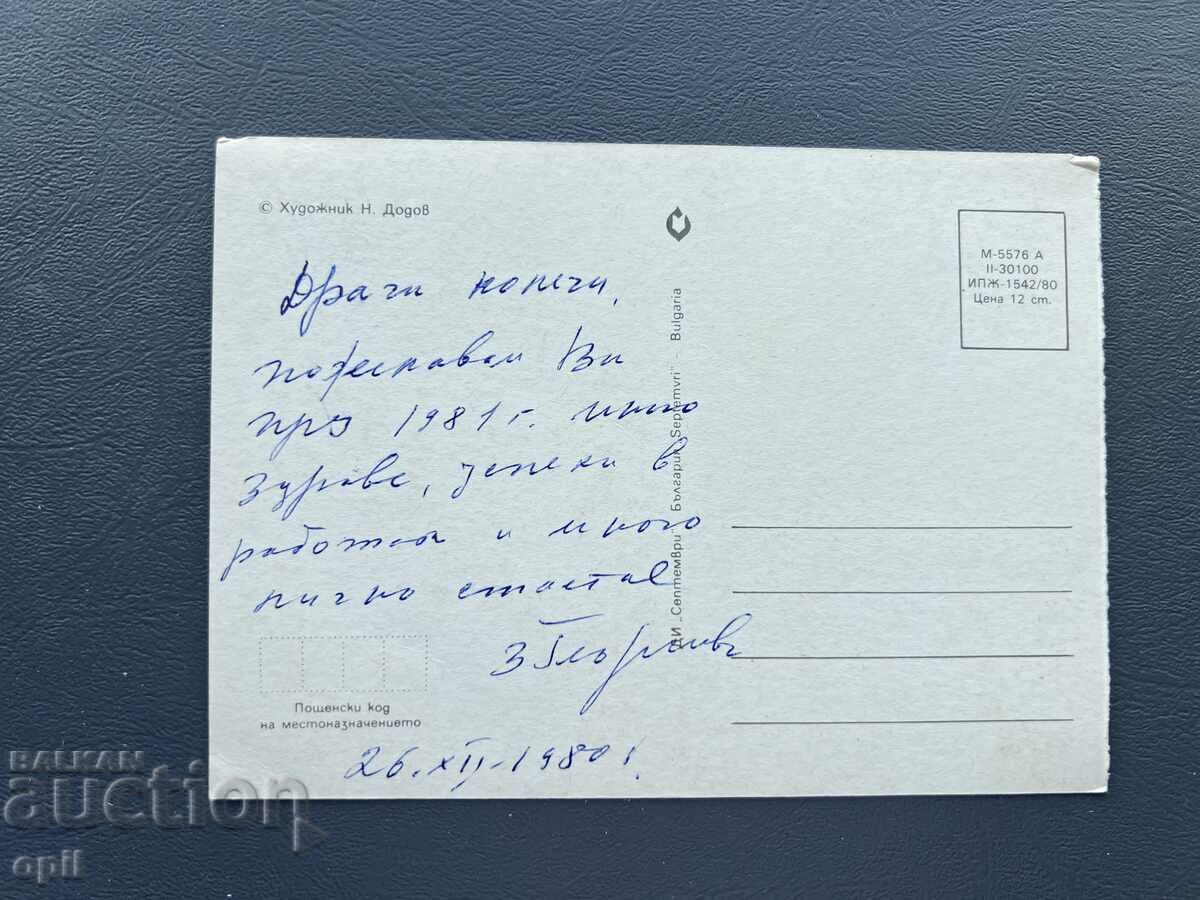 © Художник Н. Додов
М-5576 А
II-30100
ИПЖ-1542/80
Цена 12 ст.
Драги колеги,
пожелавам Ви
през 1981 г. много
здраве, успехи в
работата и много
лично щастие
26.XII.1980 г.
ДИ „Септември" - България „Septemvri" - Bulgaria
Пощенски код
на местоназначението
BALKAN
auction
opil